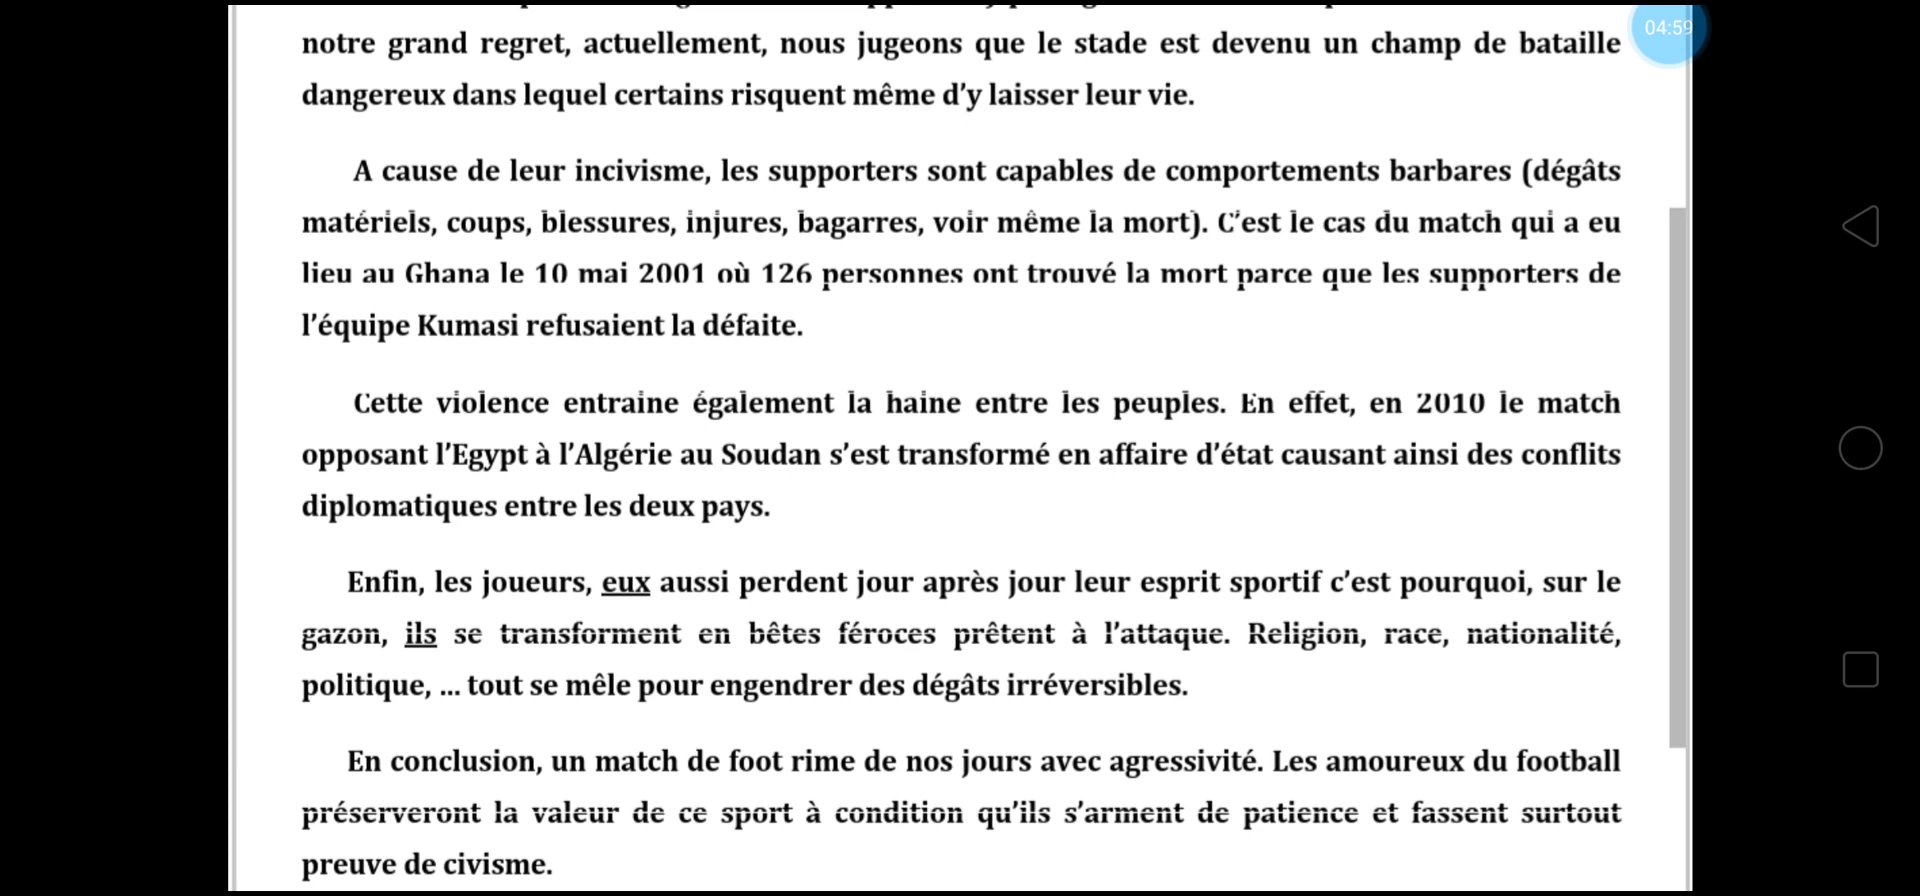 notre grand regret, actuellement, nous jugeons que le stade est devenu un champ de bataille
04:59
dangereux dans lequel certains risquent même d’y laisser leur vie.
A cause de leur incivisme, les supporters sont capables de comportements barbares (dégâts
matériels, coups, blessures, injures, bagarres, voir même la mort). C’est le cas du match qui a eu
lieu au Ghana le 10 mai 2001 où 126 personnes ont trouvé la mort parce que les supporters de
l’équipe Kumasi refusaient la défaite.
Cette violence entraine également la haine entre les peuples. En effet, en 2010 le match
opposant l’Egypt à l’Algérie au Soudan s’est transformé en affaire d’état causant ainsi des conflits
diplomatiques entre les deux pays.
Enfin, les joueurs, eux aussi perdent jour après jour leur esprit sportif c’est pourquoi, sur le
gazon, ils se transforment en bêtes féroces prêtent à l’attaque. Religion, race, nationalité,
politique, ... tout se mêle pour engendrer des dégâts irréversibles.
En conclusion, un match de foot rime de nos jours avec agressivité. Les amoureux du football
préserveront la valeur de ce sport à condition qu’ils s’arment de patience et fassent surtout
preuve de civisme.